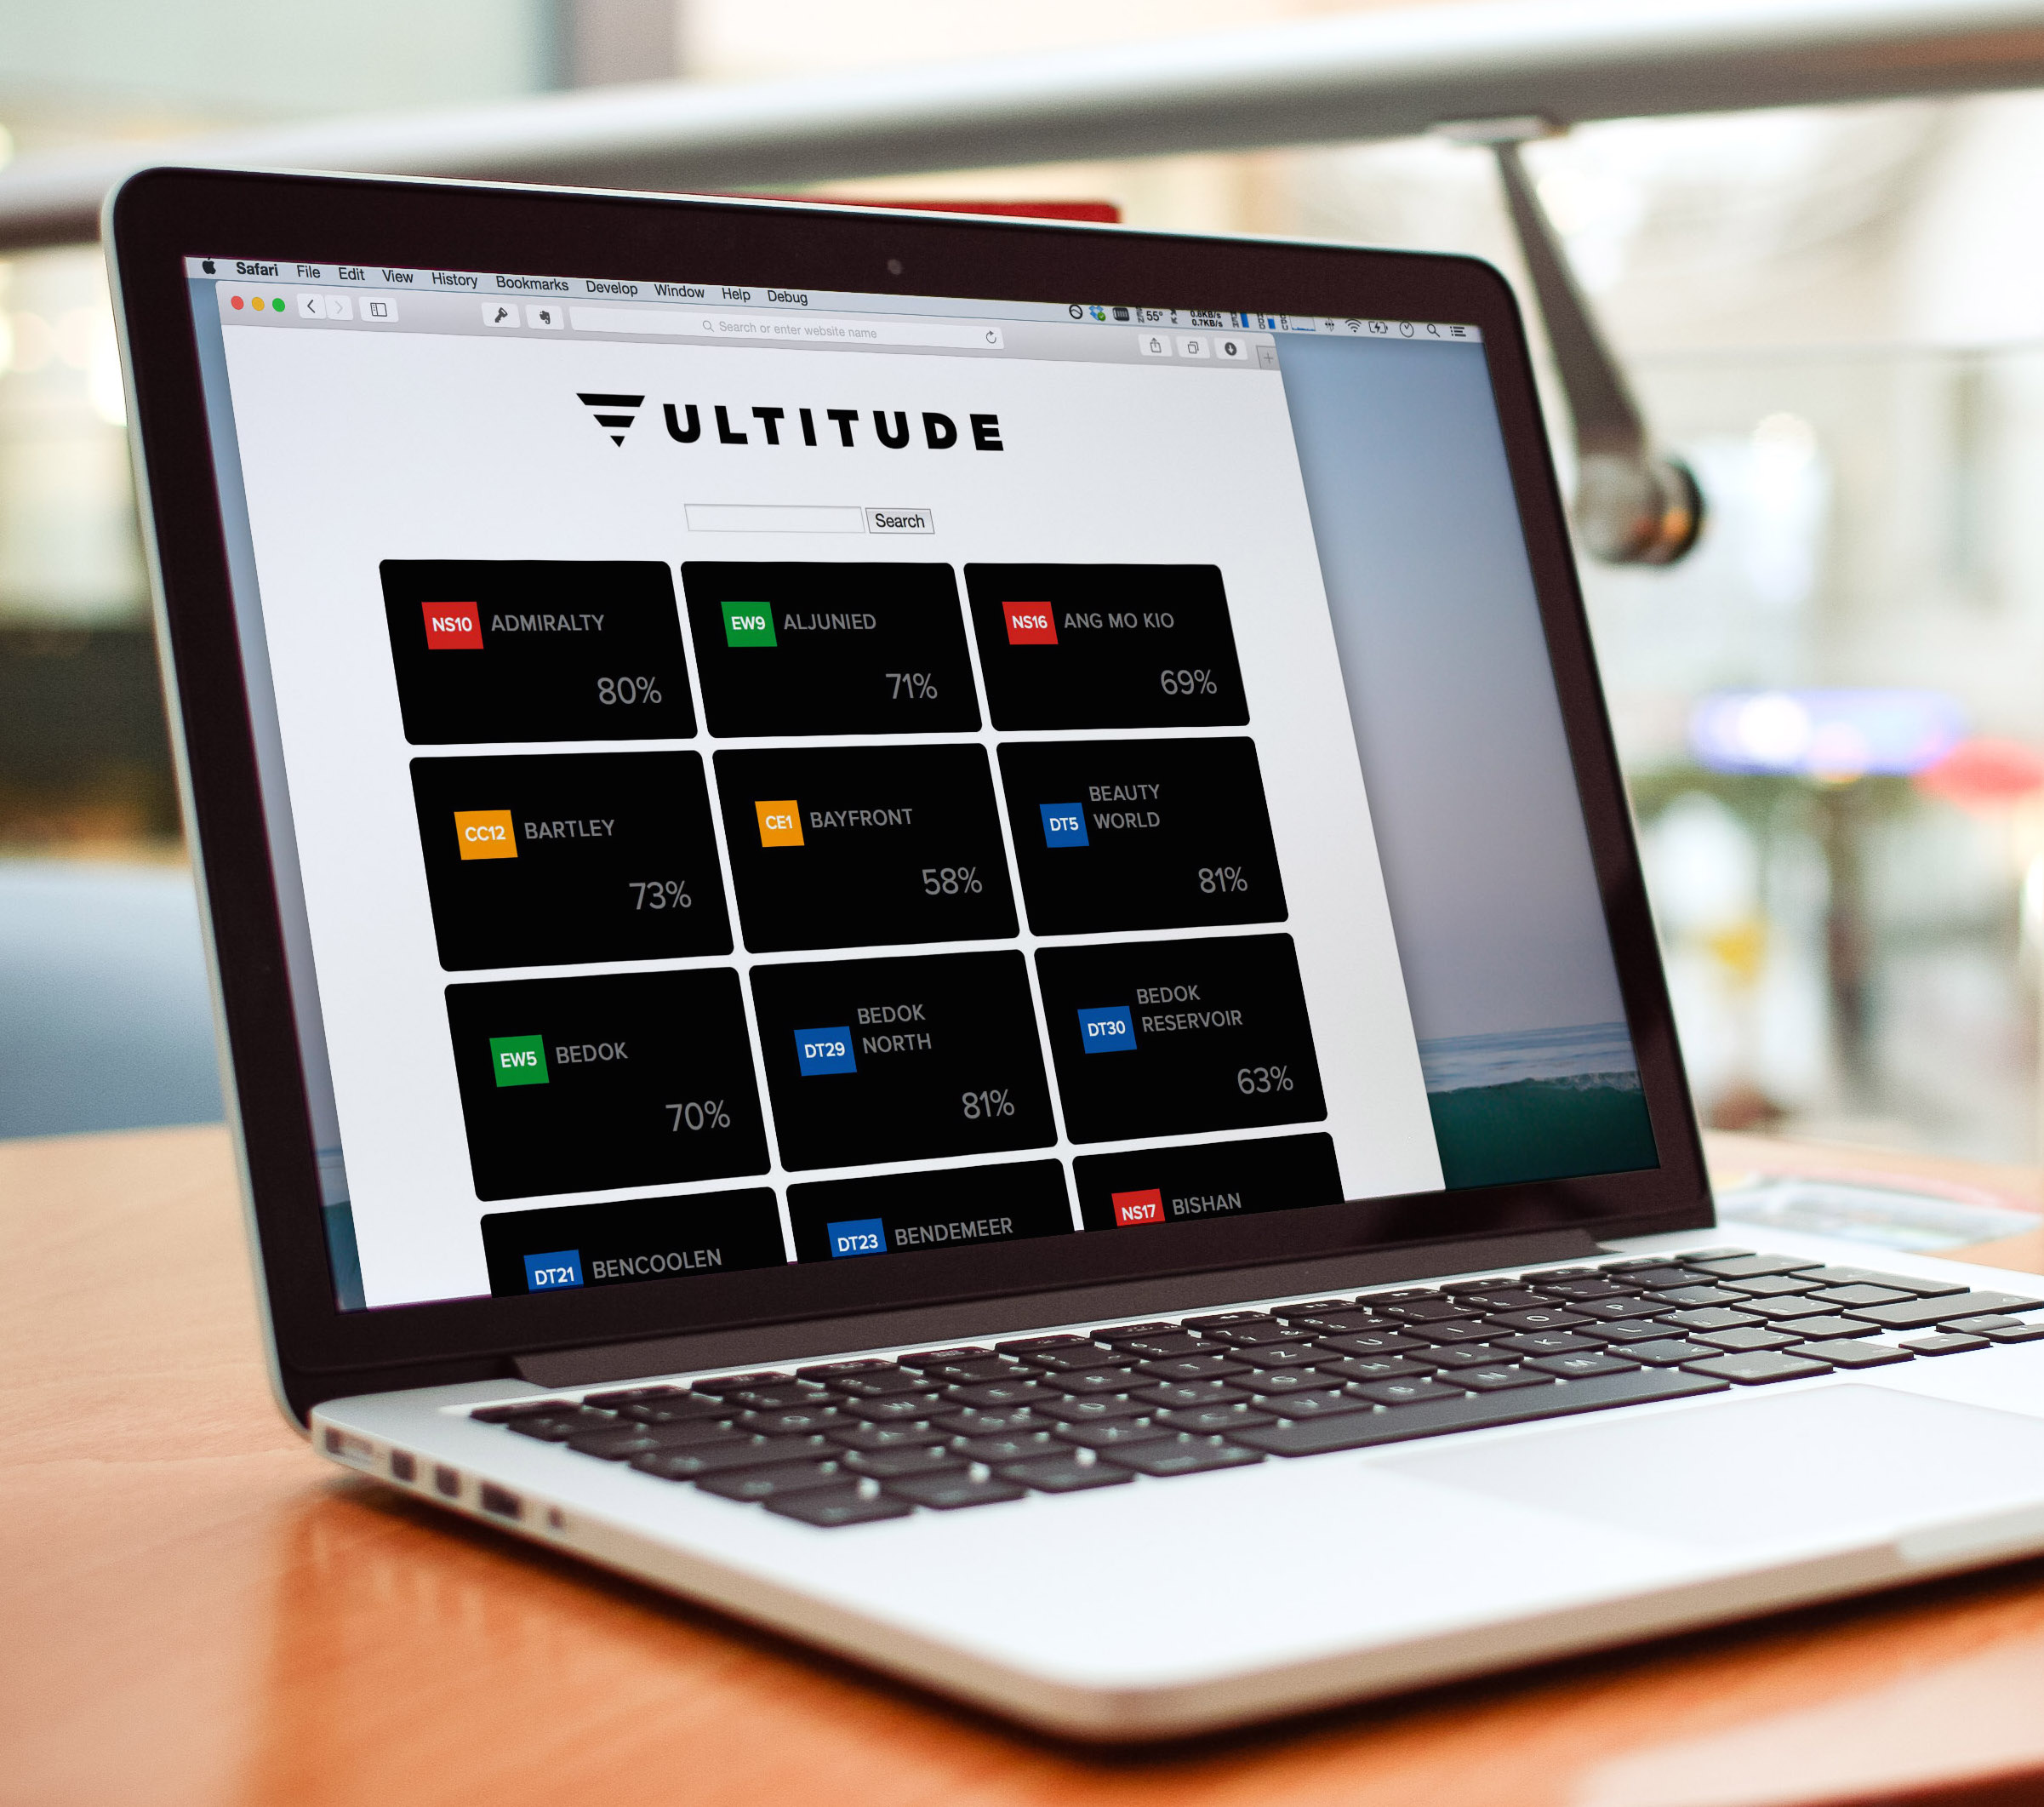 Safari File Edit View History Bookmarks Develop Window Help Debug
55° 0.8KB/s
0.7KB/s
Search or enter website name
ULTITUDE
Search
NS10 ADMIRALTY
80%
EW9 ALJUNIED
71%
NS16 ANG MO KIO
69%
CC12 BARTLEY
73%
CE1 BAYFRONT
58%
DT5 BEAUTY
WORLD
81%
EW5 BEDOK
70%
DT29 BEDOK
NORTH
81%
DT30 BEDOK
RESERVOIR
63%
DT21 BENCOOLEN
DT23 BENDEMEER
NS17 BISHAN